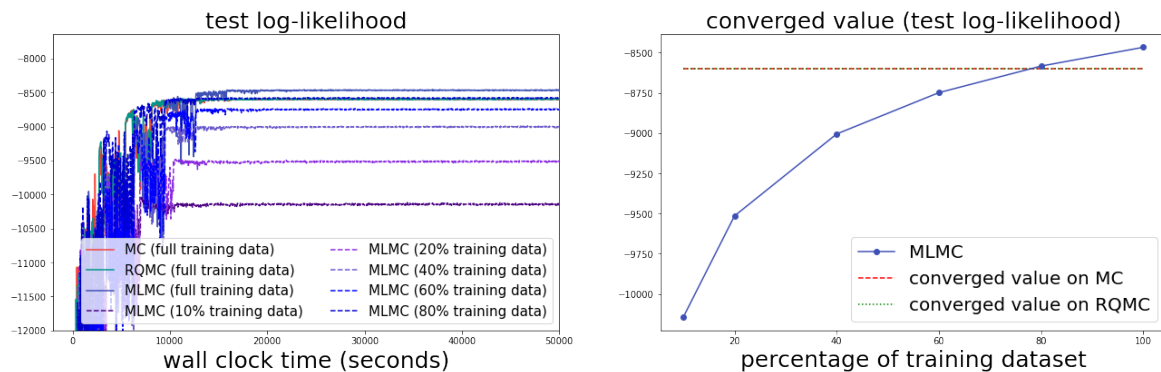 test log-likelihood
−8000
−8500
−9000
−9500
−10000
−10500
−11000
−11500
−12000
MC (full training data)
RQMC (full training data)
MLMC (full training data)
MLMC (10% training data)
MLMC (20% training data)
MLMC (40% training data)
MLMC (60% training data)
MLMC (80% training data)
0 10000 20000 30000 40000 50000
wall clock time (seconds)
converged value (test log-likelihood)
−8500
−8750
−9000
−9250
−9500
−9750
−10000
MLMC
converged value on MC
converged value on RQMC
20 40 60 80 100
percentage of training dataset